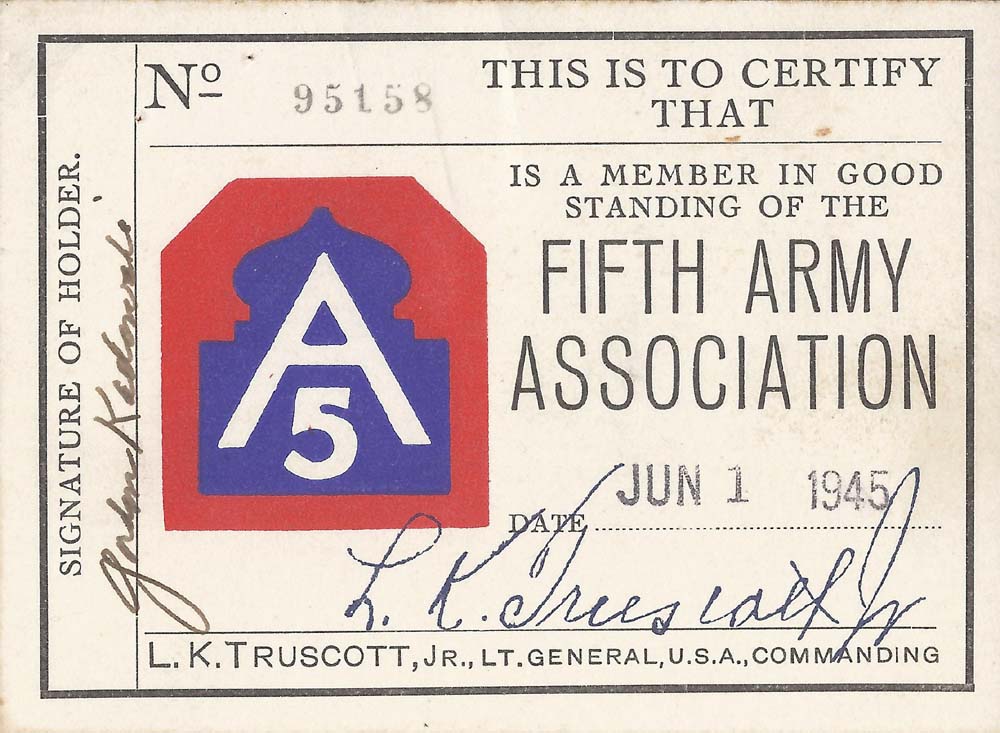 Nº 95158
THIS IS TO CERTIFY
THAT
IS A MEMBER IN GOOD
STANDING OF THE
FIFTH ARMY
ASSOCIATION
A
5
JUN 1 1945
DATE
L. K. Truscott Jr
L. K. TRUSCOTT, JR., LT. GENERAL, U.S.A., COMMANDING
SIGNATURE OF HOLDER.